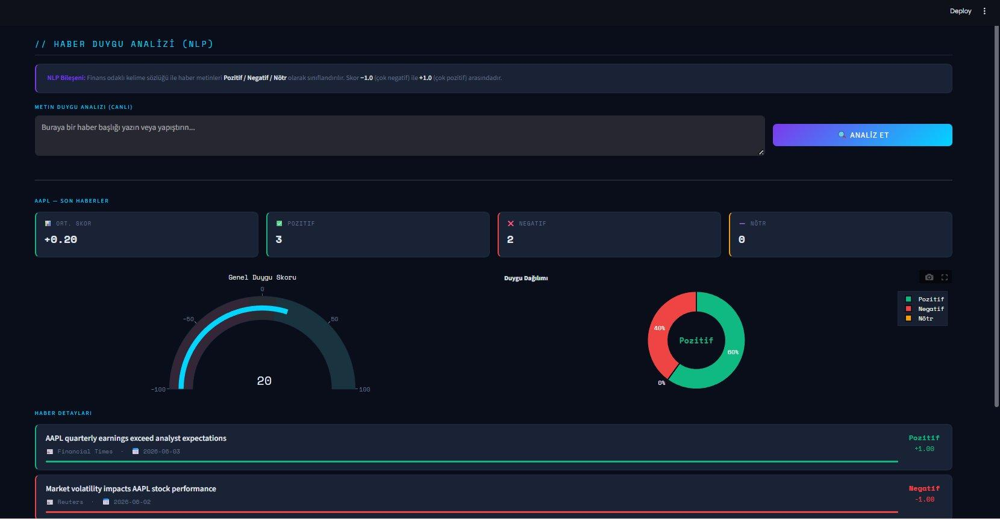 Deploy
// HABER DUYGU ANALİZİ (NLP)
NLP Bileşeni: Finans odaklı kelime sözlüğü ile haber metinleri Pozitif / Negatif / Nötr olarak sınıflandırılır. Skor −1.0 (çok negatif) ile +1.0 (çok pozitif) arasındadır.
METIN DUYGU ANALIZI (CANLI)
Buraya bir haber başlığı yazın veya yapıştırın...
ANALİZ ET
AAPL — SON HABERLER
ORT. SKOR
+0.20
POZITIF
3
NEGATIF
2
NÖTR
0
Genel Duygu Skoru
0
−50
50
−100
100
20
Duygu Dağılımı
Pozitif
Negatif
Nötr
40%
Pozitif
60%
0%
HABER DETAYLARI
AAPL quarterly earnings exceed analyst expectations
Financial Times · 2026-06-03
Pozitif
+1.00
Market volatility impacts AAPL stock performance
Reuters · 2026-06-02
Negatif
-1.00